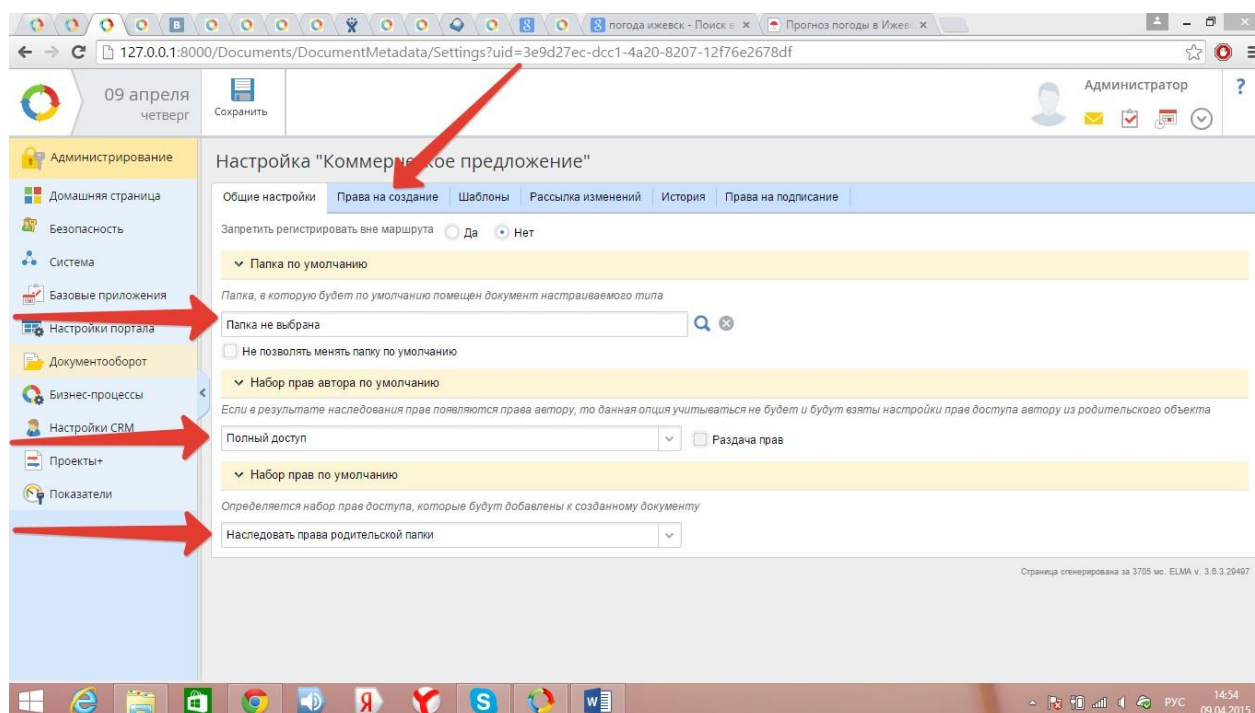 погода ижевск - Поиск в
Прогноз погоды в Ижев
127.0.0.1:8000/Documents/DocumentMetadata/Settings?uid=3e9d27ec-dcc1-4a20-8207-12f76e2678df
09 апреля
четверг
Сохранить
Администратор
?
Администрирование
Домашняя страница
Безопасность
Система
Базовые приложения
Настройки портала
Документооборот
Бизнес-процессы
Настройки CRM
Проекты+
Показатели
Настройка "Коммерческое предложение"
Общие настройки Права на создание Шаблоны Рассылка изменений История Права на подписание
Запретить регистрировать вне маршрута Да Нет
Папка по умолчанию
Папка, в которую будет по умолчанию помещен документ настраиваемого типа
Папка не выбрана
Не позволять менять папку по умолчанию
Набор прав автора по умолчанию
Если в результате наследования прав появляются права автору, то данная опция учитываться не будет и будут взяты настройки прав доступа автору из родительского объекта
Полный доступ Раздача прав
Набор прав по умолчанию
Определяется набор прав доступа, которые будут добавлены к созданному документу
Наследовать права родительской папки
Страница сгенерирована за 3705 мс. ELMA v. 3.6.3.29497
РУС
14:54
09.04.2015